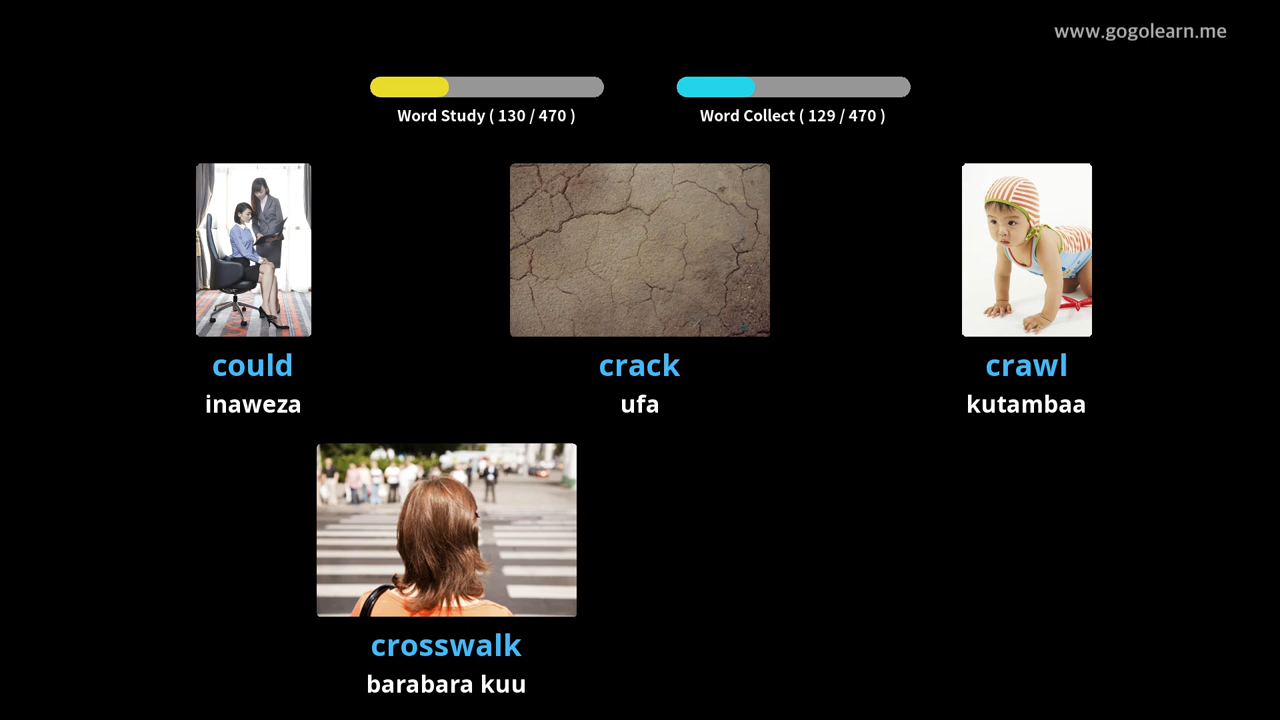 www.gogolearn.me
Word Study ( 130 / 470 )
Word Collect ( 129 / 470 )
could
inaweza
crack
ufa
crawl
kutambaa
crosswalk
barabara kuu